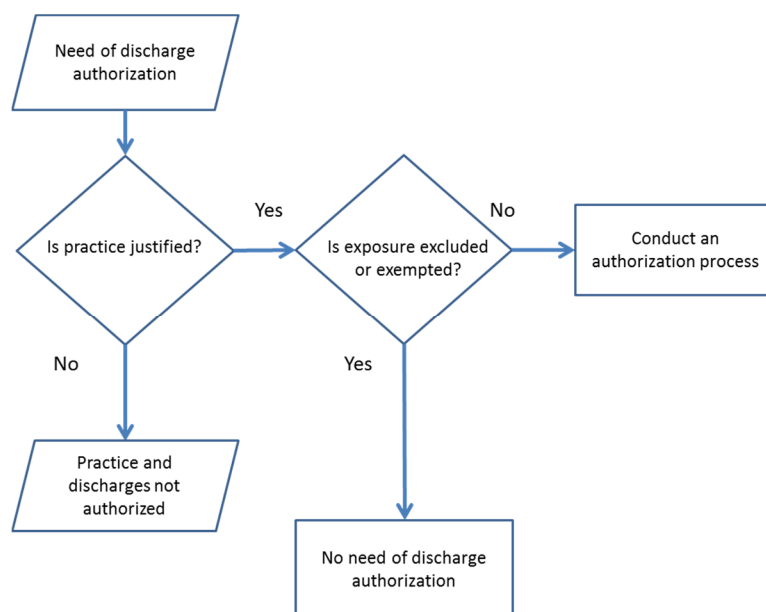 Need of discharge
authorization
Is practice justified?
Yes
Is exposure excluded
or exempted?
No
Conduct an
authorization process
No
Practice and
discharges not
authorized
Yes
No need of discharge
authorization